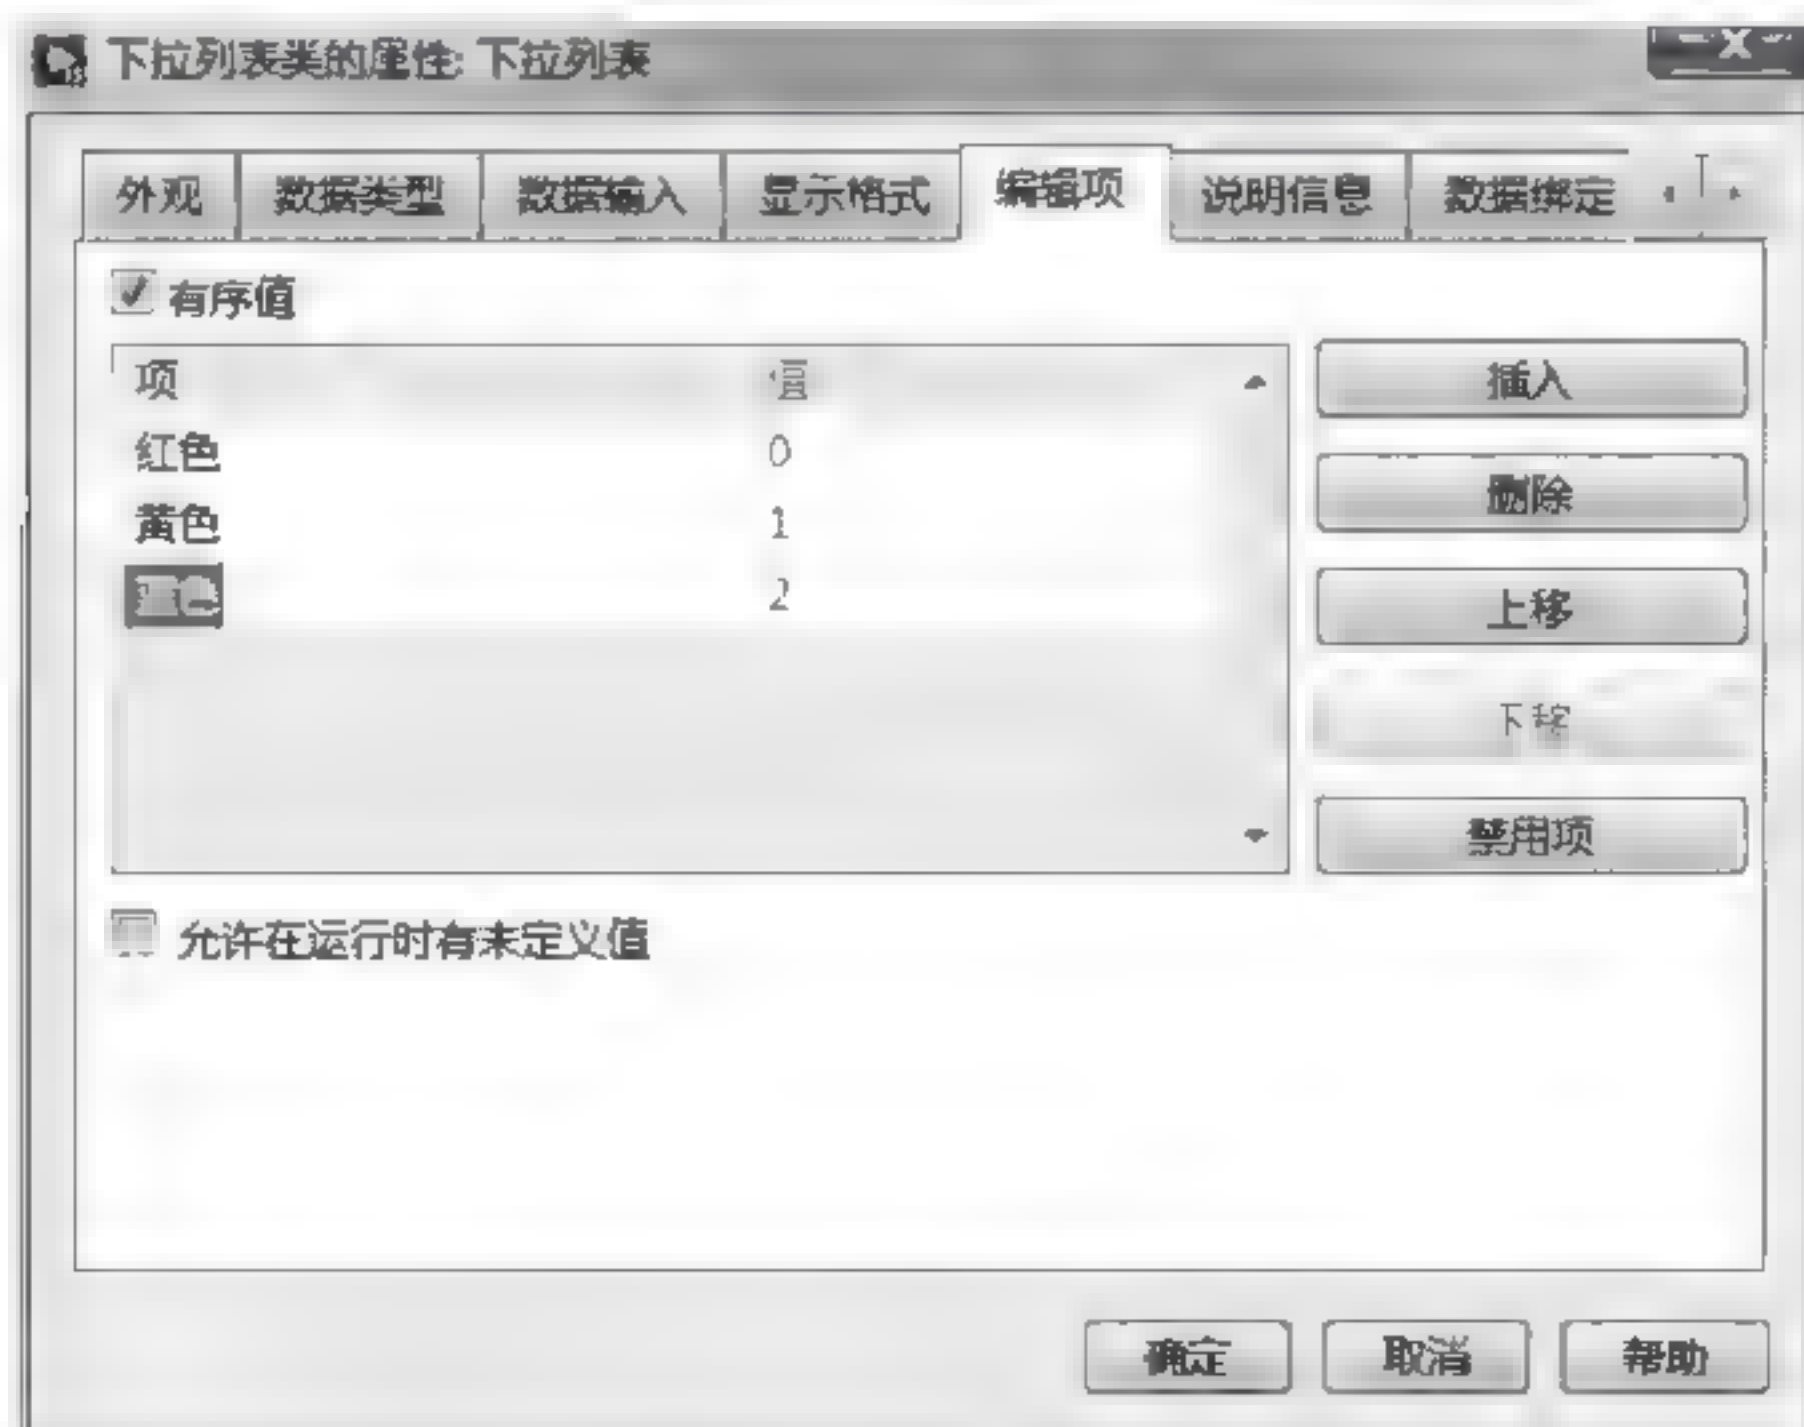 下拉列表类的属性: 下拉列表
外观 数据类型 数据输入 显示格式 编辑项 说明信息 数据绑定
有序值
项 值
红色 0
黄色 1
2
插入
删除
上移
下移
禁用项
允许在运行时有未定义值
确定 取消 帮助